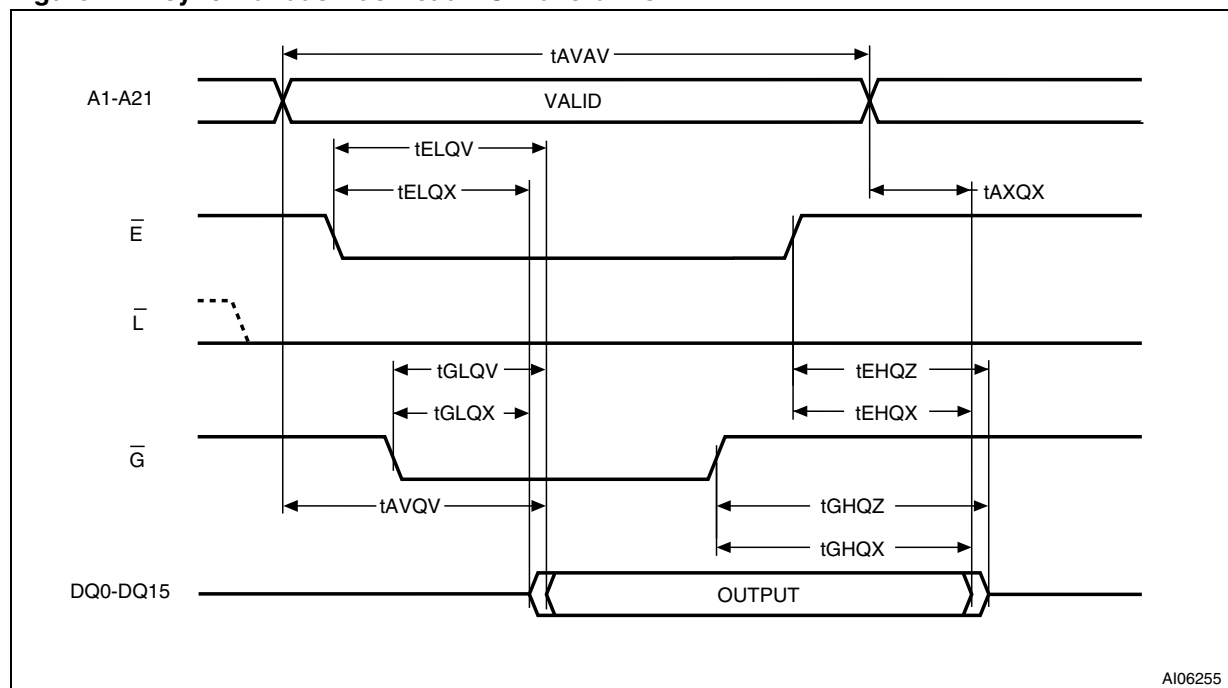 tAVAV
A1-A21
VALID
tELQV
tELQX
tAXQX
E̅
L̅
tGLQV
tEHQZ
tGLQX
tEHQX
G̅
tAVQV
tGHQZ
tGHQX
DQ0-DQ15
OUTPUT
AI06255